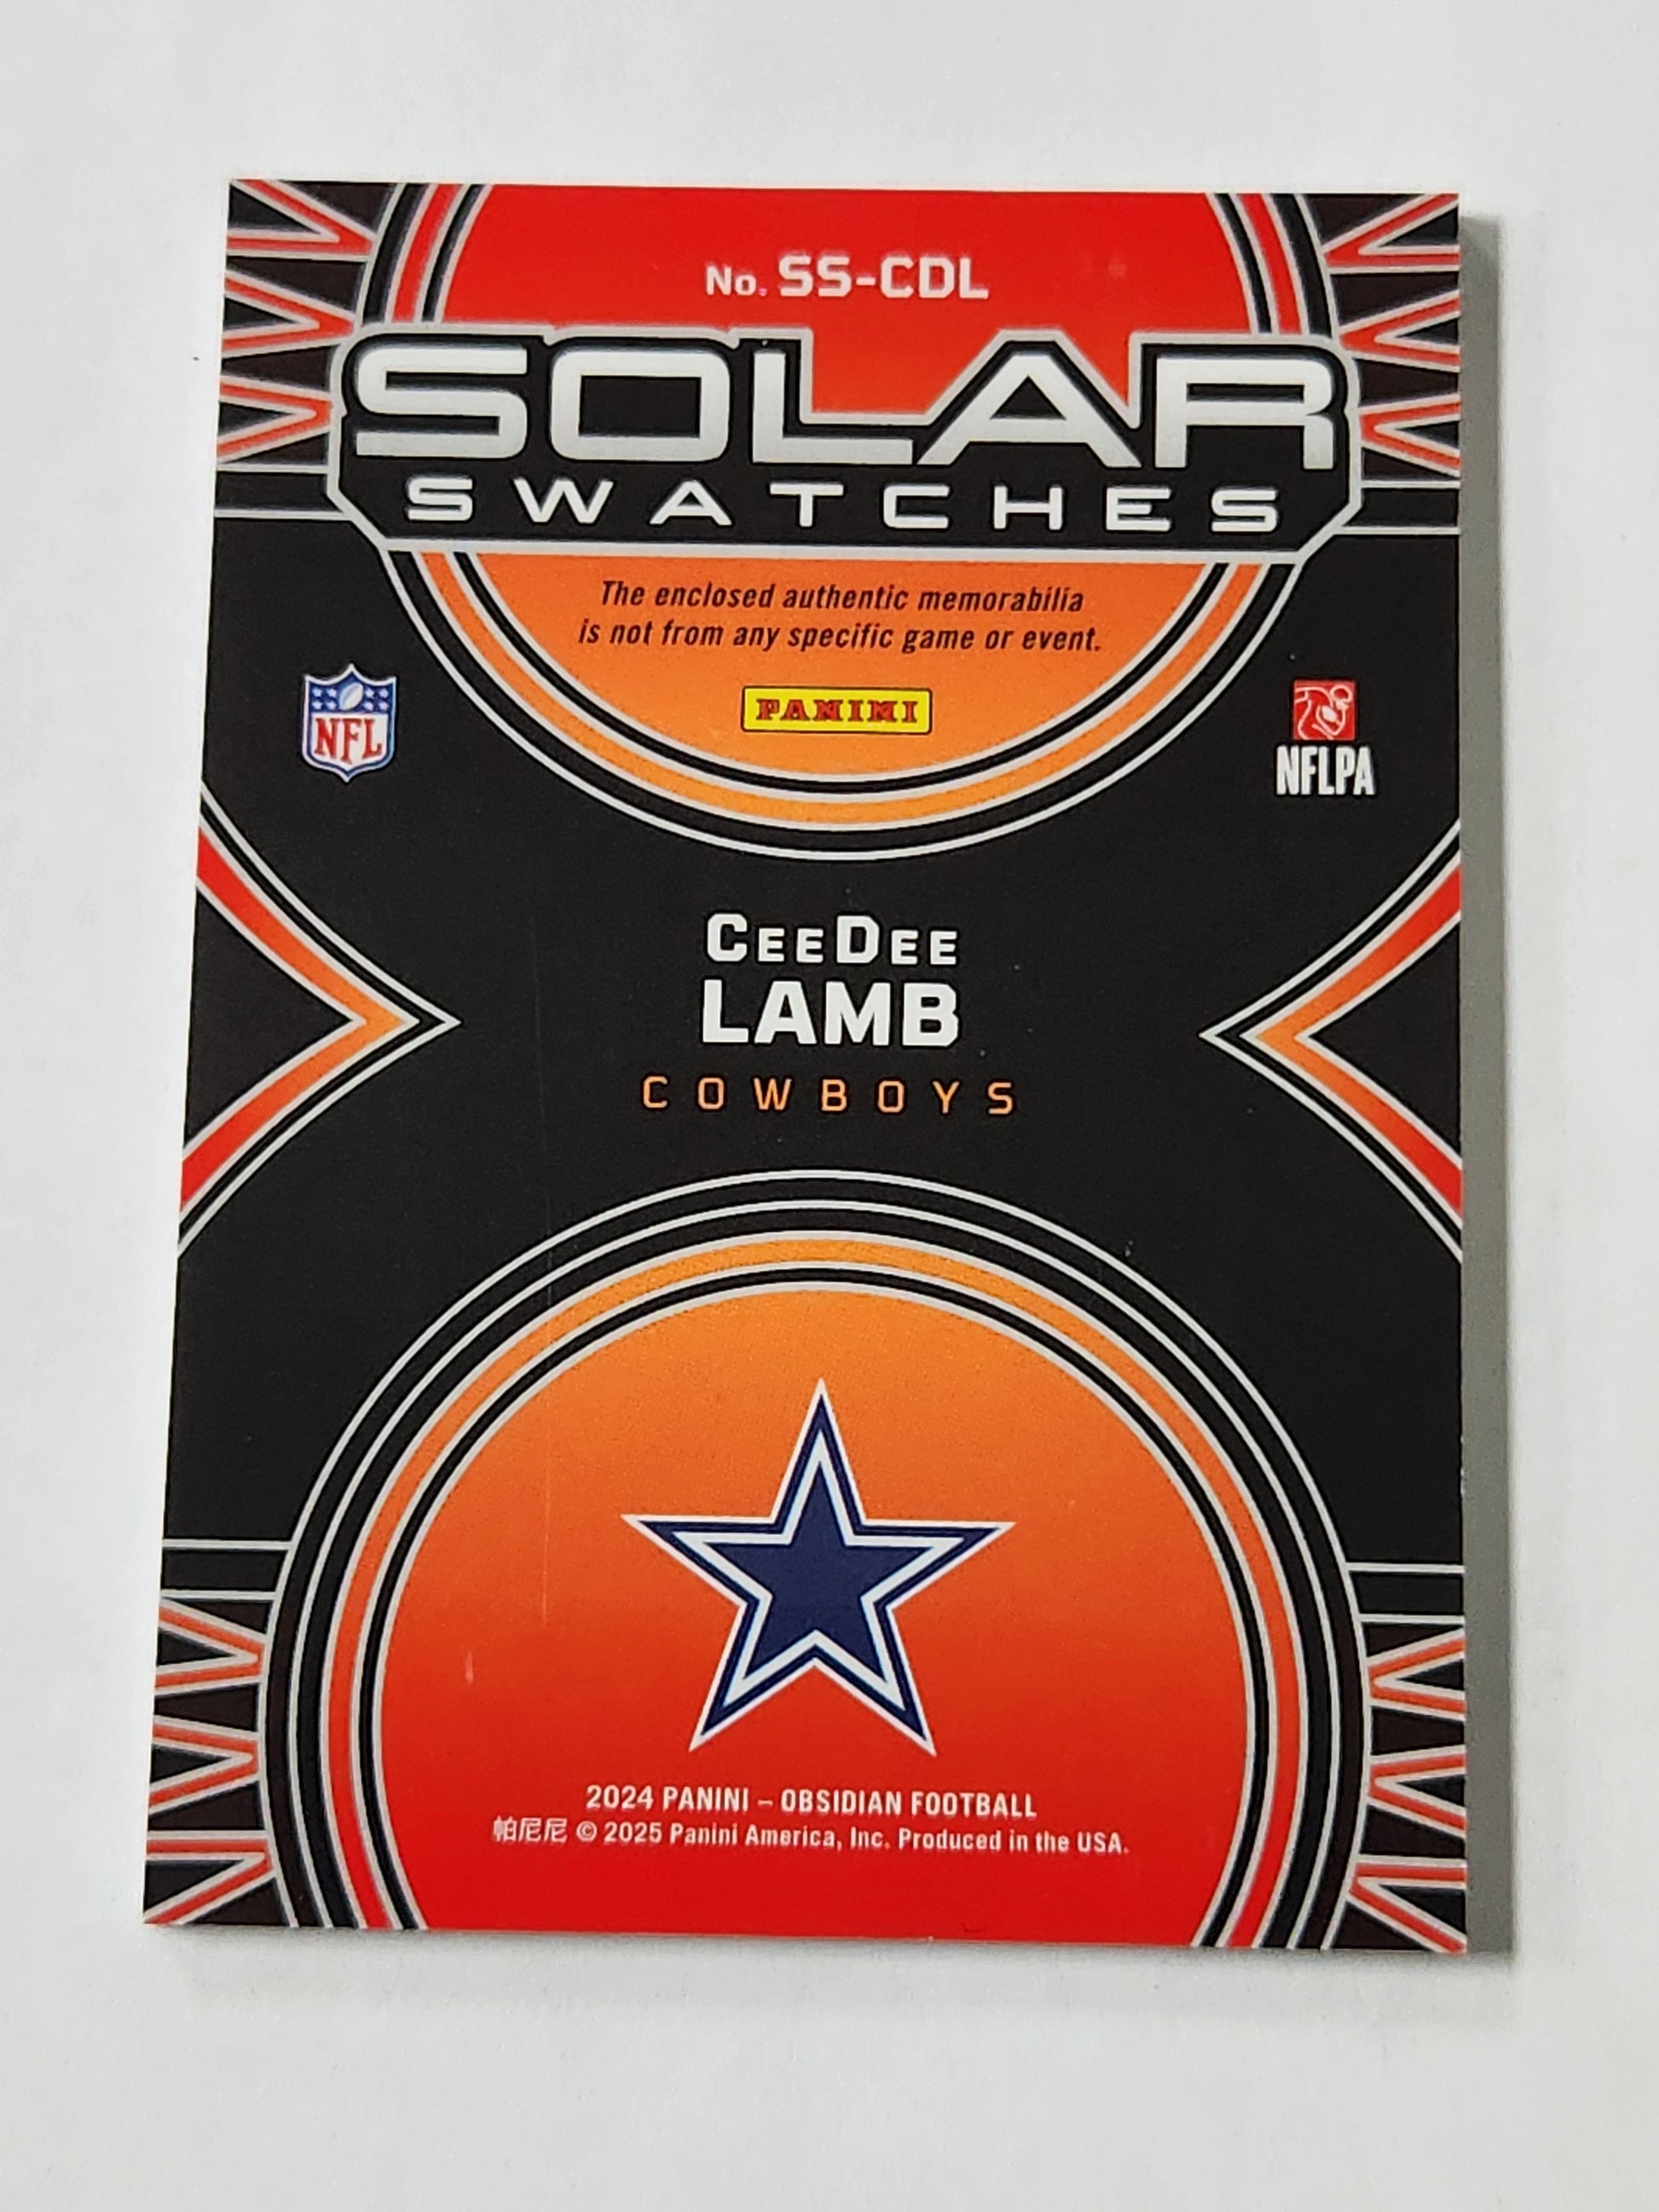 No. SS-CDL
SOLAR
SWATCHES
The enclosed authentic memorabilia
is not from any specific game or event.
PANINI
NFL
NFLPA
CEEDEE
LAMB
COWBOYS
2024 PANINI – OBSIDIAN FOOTBALL
帕尼尼 © 2025 Panini America, Inc. Produced in the USA.